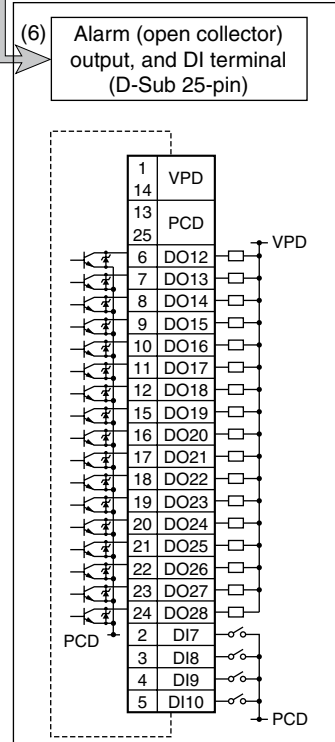 (6)
Alarm (open collector)
output, and DI terminal
(D-Sub 25-pin)
1
14
VPD
13
25
PCD
VPD
6 DO12
7 DO13
8 DO14
9 DO15
10 DO16
11 DO17
12 DO18
15 DO19
16 DO20
17 DO21
18 DO22
19 DO23
20 DO24
21 DO25
22 DO26
23 DO27
24 DO28
PCD
2 DI7
3 DI8
4 DI9
5 DI10
PCD